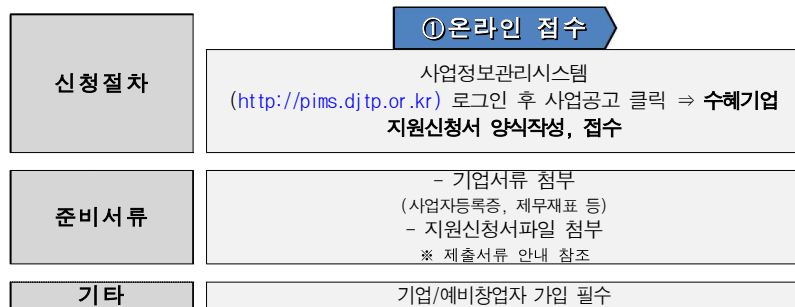 ①온라인 접수
신청절차
사업정보관리시스템
(http://pims.djtp.or.kr) 로그인 후 사업공고 클릭 ⇒ 수혜기업
지원신청서 양식작성, 접수
준비서류
- 기업서류 첨부
(사업자등록증, 제무재표 등)
- 지원신청서파일 첨부
※ 제출서류 안내 참조
기타
기업/예비창업자 가입 필수